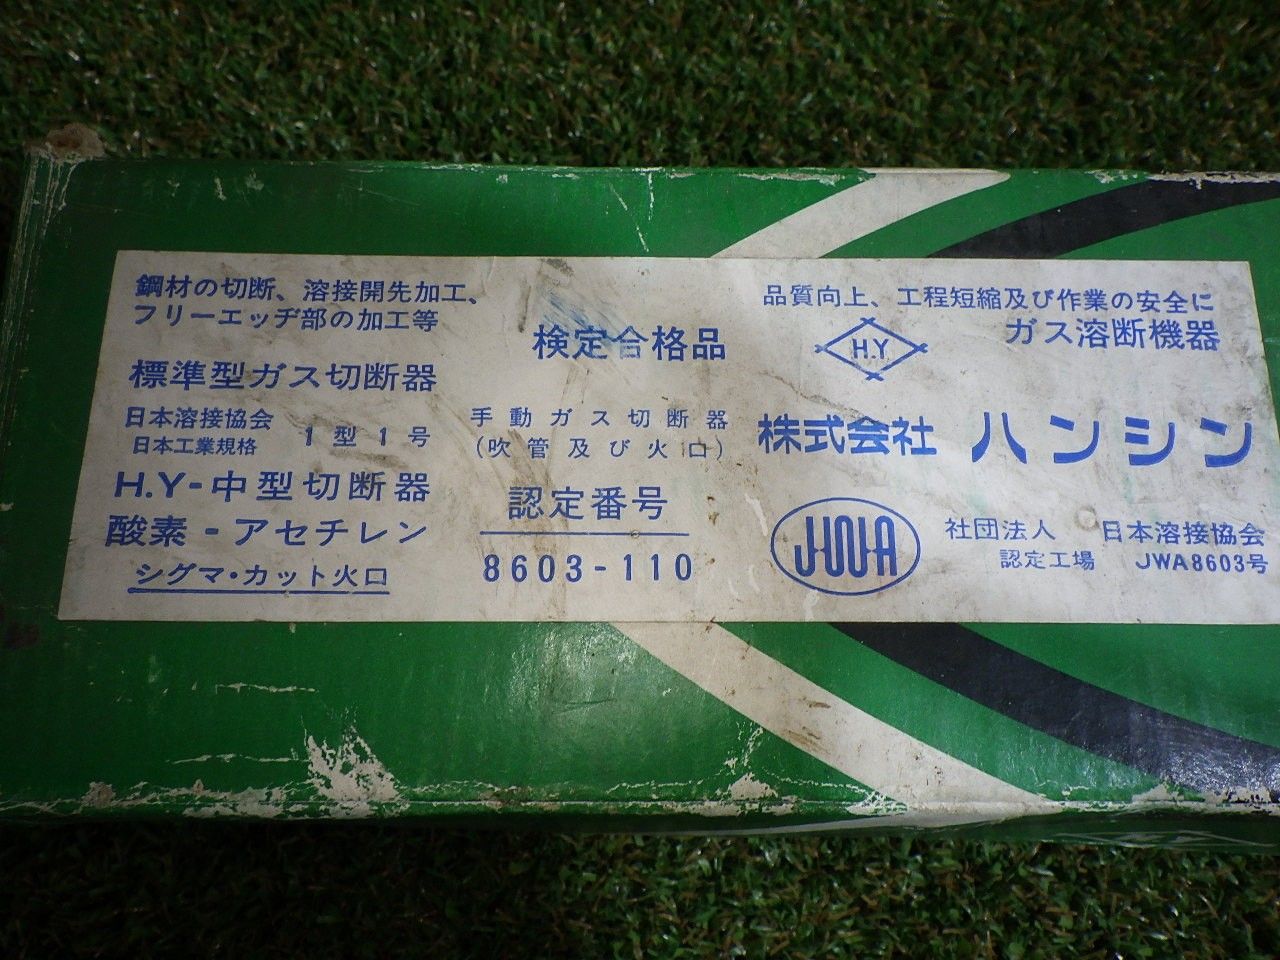 鋼材の切断、溶接開先加工、
フリーエッヂ部の加工等
標準型ガス切断器
日本溶接協会
日本工業規格
1型1号
H.Y-中型切断器
酸素-アセチレン
シグマ・カット火口
検定合格品
手動ガス切断器
(吹管及び火口)
認定番号
8603-110
品質向上、工程短縮及び作業の安全に
H.Y
ガス溶断機器
株式会社 ハンシン
JWA
社団法人 日本溶接協会
認定工場 JWA8603号